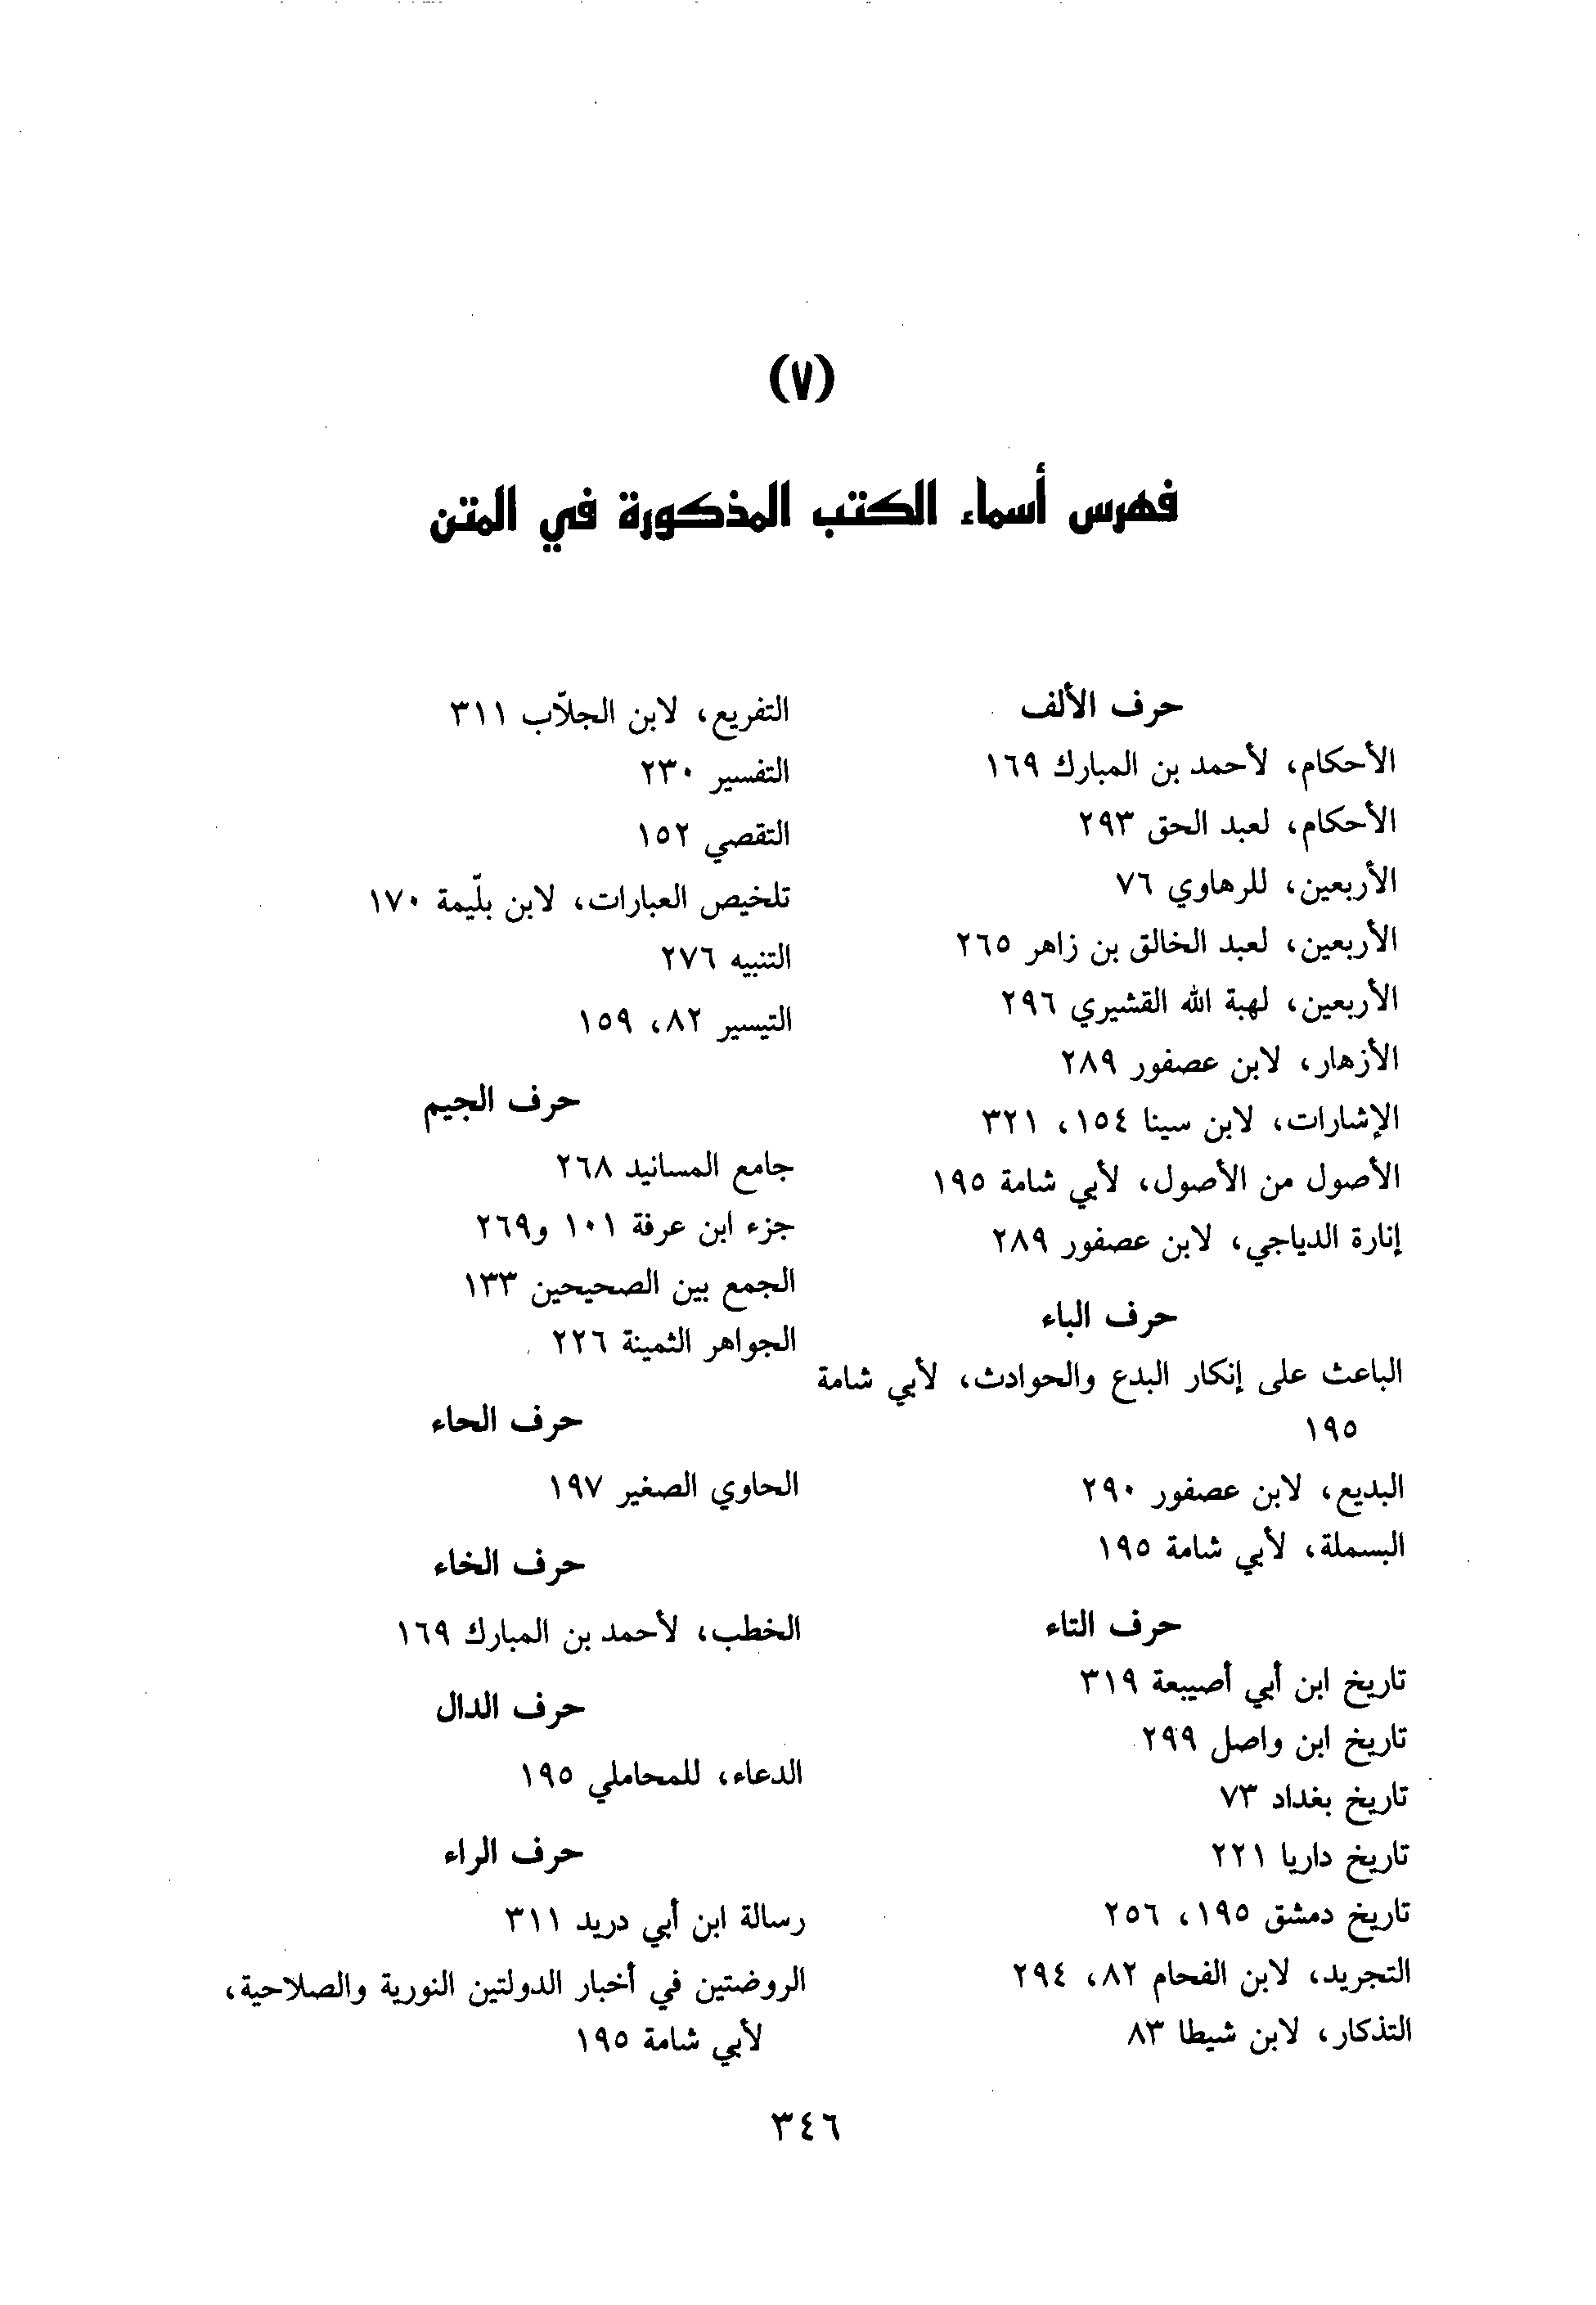 (٧)
فهرس أسماء الكتب المذكورة في المتن
حرف الألف
الأحكام، لأحمد بن المبارك ١٦٩
الأحكام، لعبد الحق ٢٩٣
الأربعين، للرهاوي ٧٦
الأربعين، لعبد الخالق بن زاهر ٢٦٥
الأربعين، لهبة الله القشيري ٢٩٦
الأزهار، لابن عصفور ٢٨٩
الإشارات، لابن سينا ١٥٤، ٣٢١
الأصول من الأصول، لأبي شامة ١٩٥
إنارة الدياجي، لابن عصفور ٢٨٩
حرف الباء
الباعث على إنكار البدع والحوادث، لأبي شامة
١٩٥
البديع، لابن عصفور ٢٩٠
البسملة، لأبي شامة ١٩٥
حرف التاء
تاريخ ابن أبي أصيبعة ٣١٩
تاريخ ابن واصل ٢٩٩
تاريخ بغداد ٧٣
تاريخ داريا ٢٢١
تاريخ دمشق ١٩٥، ٢٥٦
التجريد، لابن الفحام ٨٢، ٢٩٤
التذكار، لابن شيطا ٨٣
التفريع، لابن الجلاّب ٣١١
التفسير ٢٣٠
التقصي ١٥٢
تلخيص العبارات، لابن بلّيمة ١٧٠
التنبيه ٢٧٦
التيسير ٨٢، ١٥٩
حرف الجيم
جامع المسانيد ٢٦٨
جزء ابن عرفة ١٠١ و٢٦٩
الجمع بين الصحيحين ١٣٣
الجواهر الثمينة ٢٢٦
حرف الحاء
الحاوي الصغير ١٩٧
حرف الخاء
الخطب، لأحمد بن المبارك ١٦٩
حرف الدال
الدعاء، للمحاملي ١٩٥
حرف الراء
رسالة ابن أبي دريد ٣١١
الروضتين في أخبار الدولتين النورية والصلاحية،
لأبي شامة ١٩٥
٣٤٦